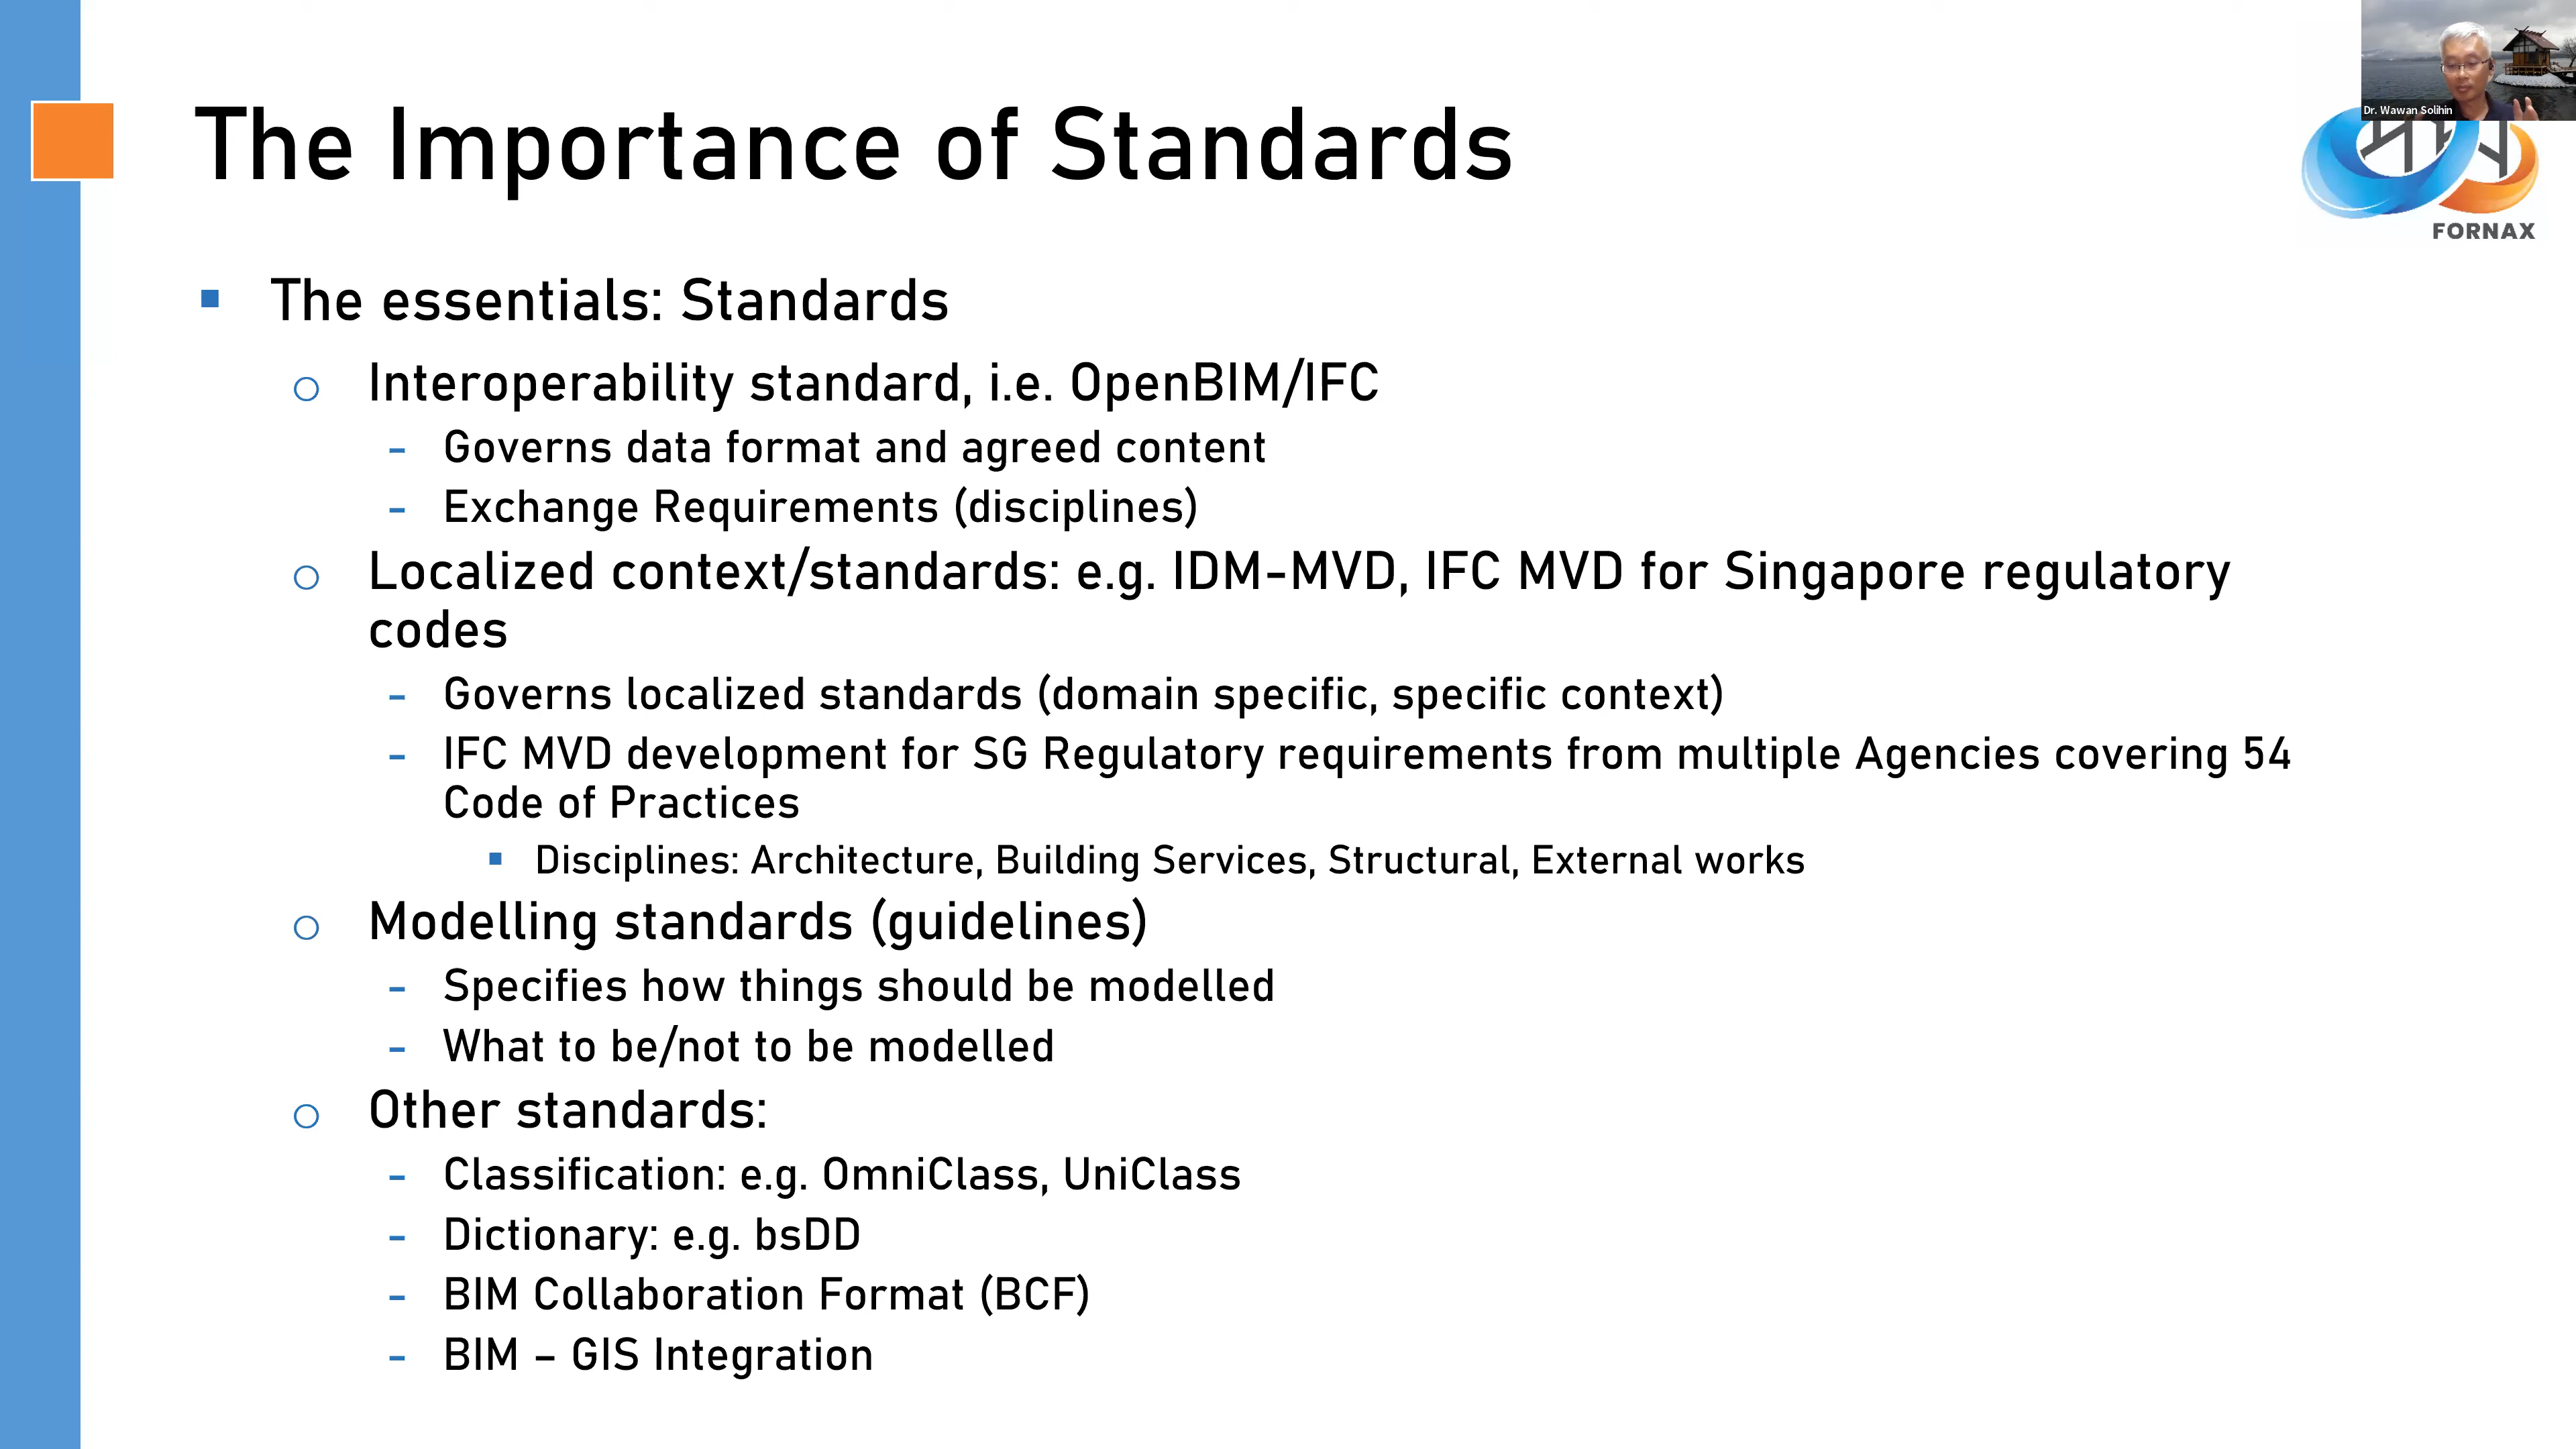 Dr. Wawan Solihin
The Importance of Standards
FORNAX
The essentials: Standards
Interoperability standard, i.e. OpenBIM/IFC
- Governs data format and agreed content
- Exchange Requirements (disciplines)
Localized context/standards: e.g. IDM-MVD, IFC MVD for Singapore regulatory
codes
- Governs localized standards (domain specific, specific context)
- IFC MVD development for SG Regulatory requirements from multiple Agencies covering 54
Code of Practices
Disciplines: Architecture, Building Services, Structural, External works
Modelling standards (guidelines)
- Specifies how things should be modelled
- What to be/not to be modelled
Other standards:
- Classification: e.g. OmniClass, UniClass
- Dictionary: e.g. bsDD
- BIM Collaboration Format (BCF)
- BIM – GIS Integration